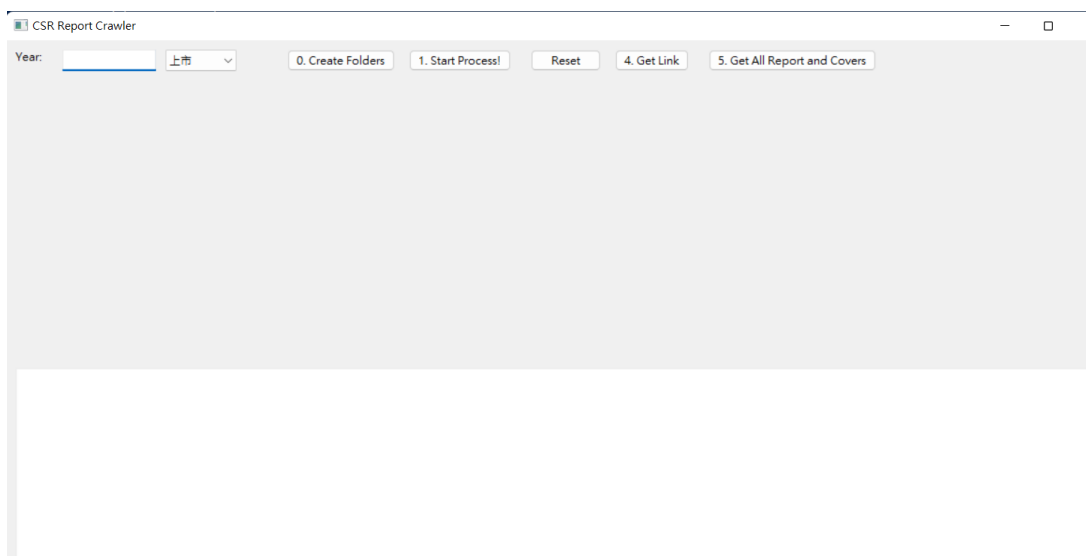 CSR Report Crawler
Year: 上市 0. Create Folders 1. Start Process! Reset 4. Get Link 5. Get All Report and Covers